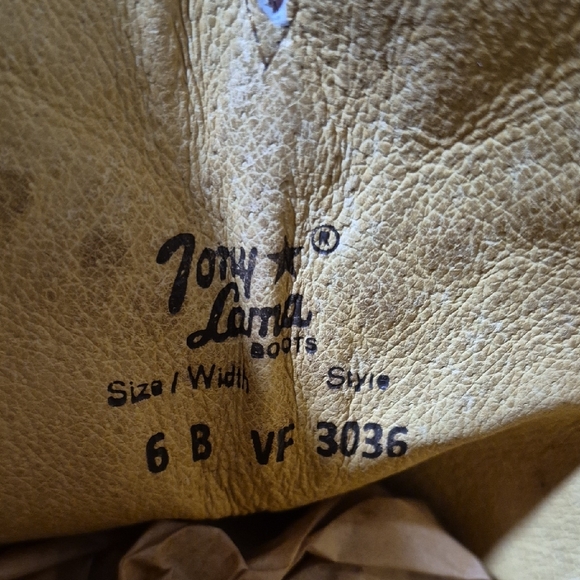 Tony ★ ®
Lama
BOOTS
Size / Width Style
6 B VF 3036